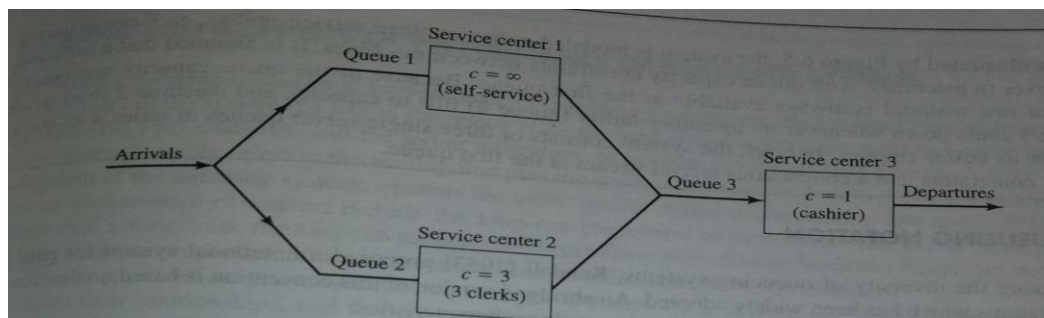 Service center 1
Queue 1
c = ∞
(self-service)
Arrivals
Service center 2
Queue 2
c = 3
(3 clerks)
Queue 3
Service center 3
c = 1
(cashier)
Departures